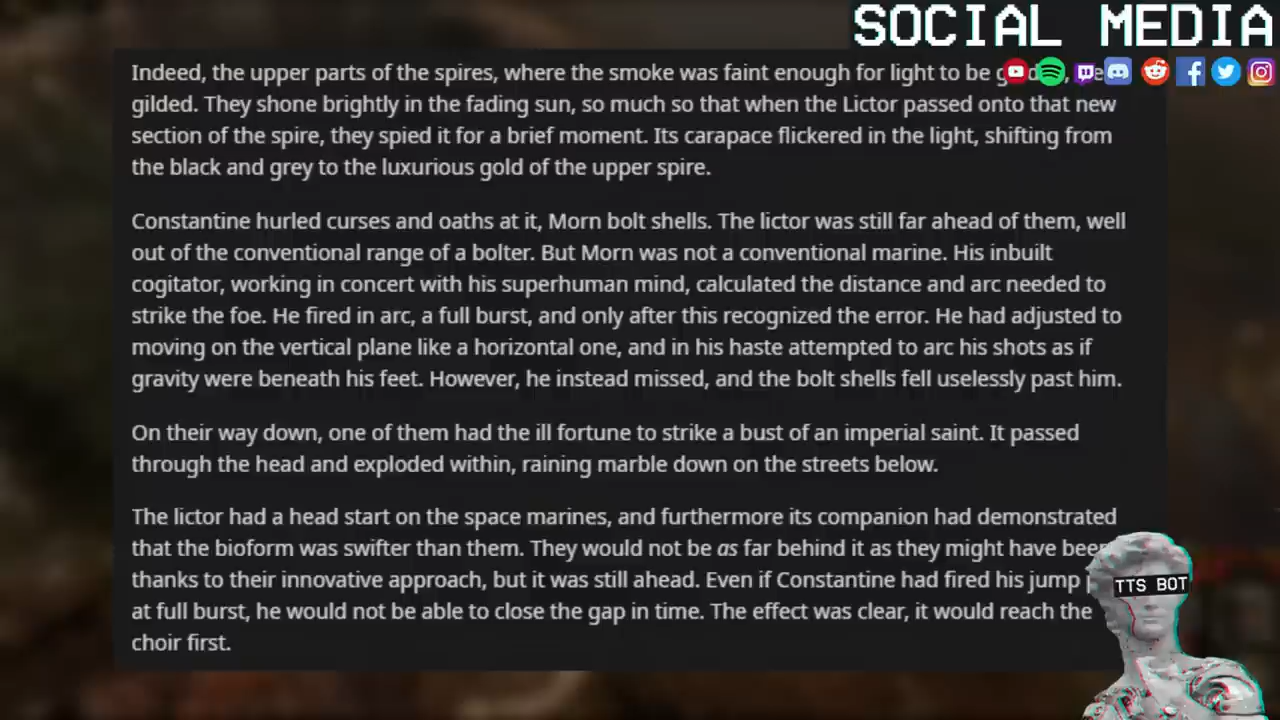 SOCIAL MEDIA
Indeed, the upper parts of the spires, where the smoke was faint enough for light to be
gilded. They shone brightly in the fading sun, so much so that when the Lictor passed onto that new
section of the spire, they spied it for a brief moment. Its carapace flickered in the light, shifting from
the black and grey to the luxurious gold of the upper spire.
Constantine hurled curses and oaths at it, Morn bolt shells. The lictor was still far ahead of them, well
out of the conventional range of a bolter. But Morn was not a conventional marine. His inbuilt
cogitator, working in concert with his superhuman mind, calculated the distance and arc needed to
strike the foe. He fired in arc, a full burst, and only after this recognized the error. He had adjusted to
moving on the vertical plane like a horizontal one, and in his haste attempted to arc his shots as if
gravity were beneath his feet. However, he instead missed, and the bolt shells fell uselessly past him.
On their way down, one of them had the ill fortune to strike a bust of an imperial saint. It passed
through the head and exploded within, raining marble down on the streets below.
The lictor had a head start on the space marines, and furthermore its companion had demonstrated
that the bioform was swifter than them. They would not be as far behind it as they might have been
thanks to their innovative approach, but it was still ahead. Even if Constantine had fired his jump
at full burst, he would not be able to close the gap in time. The effect was clear, it would reach the
choir first.
TTS BOT